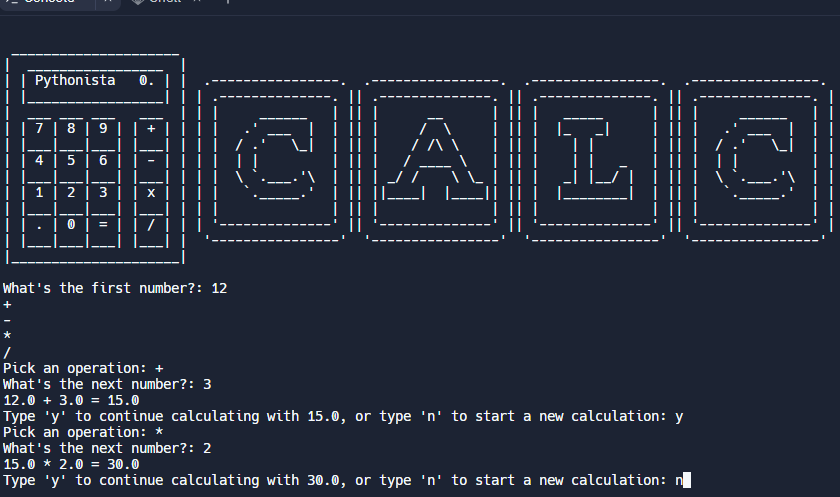 Console
Shell
Pythonista 0.
7 8 9 +
4 5 6 -
1 2 3 x
. 0 = /
CALC
What's the first number?: 12
+
-
*
/
Pick an operation: +
What's the next number?: 3
12.0 + 3.0 = 15.0
Type 'y' to continue calculating with 15.0, or type 'n' to start a new calculation: y
Pick an operation: *
What's the next number?: 2
15.0 * 2.0 = 30.0
Type 'y' to continue calculating with 30.0, or type 'n' to start a new calculation: n